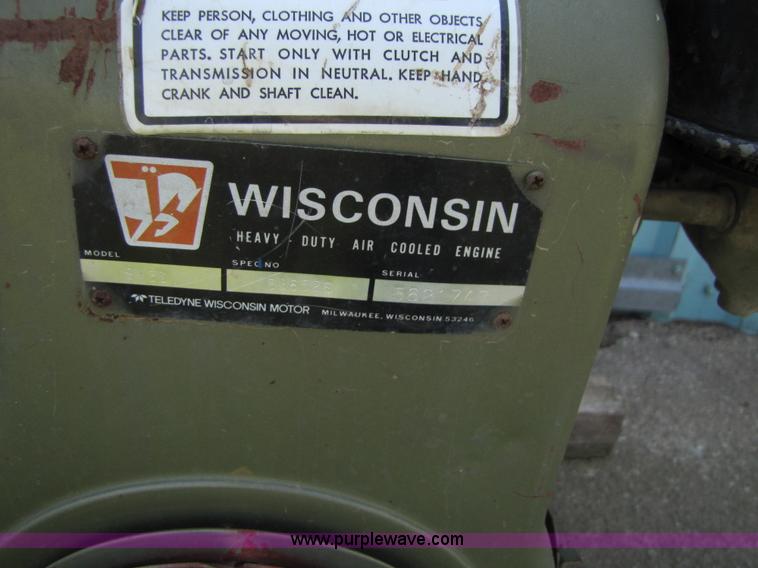 KEEP PERSON, CLOTHING AND OTHER OBJECTS
CLEAR OF ANY MOVING, HOT OR ELECTRICAL
PARTS. START ONLY WITH CLUTCH AND
TRANSMISSION IN NEUTRAL. KEEP HAND
CRANK AND SHAFT CLEAN.
WISCONSIN
HEAVY - DUTY AIR COOLED ENGINE
MODEL SPEC NO SERIAL
TELEDYNE WISCONSIN MOTOR MILWAUKEE, WISCONSIN 53246
www.purplewave.com